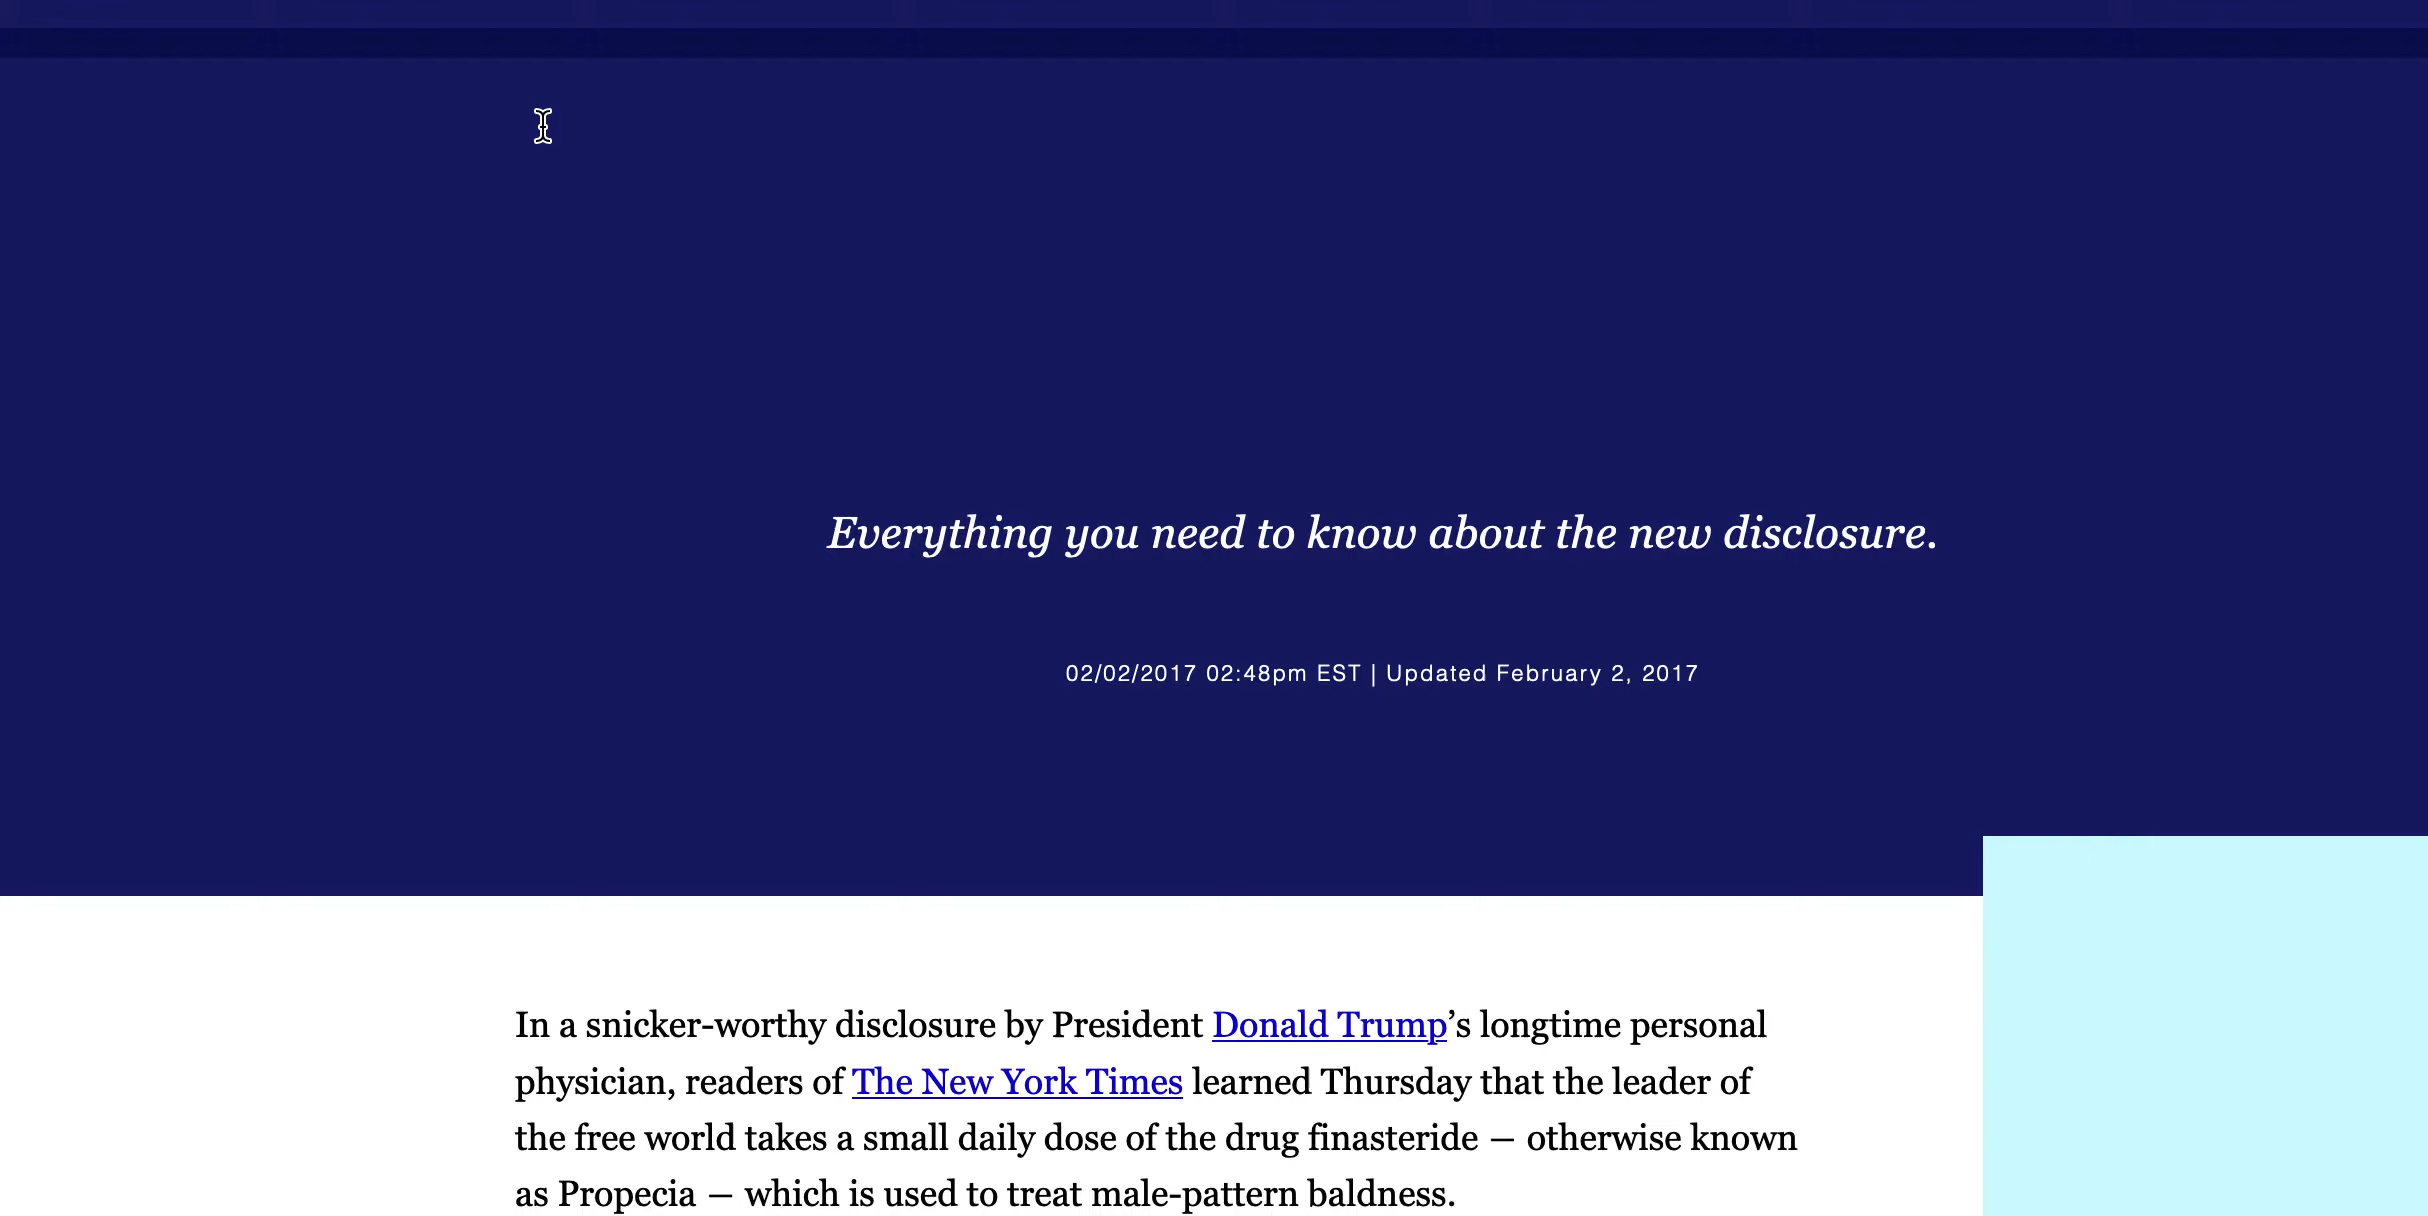 Everything you need to know about the new disclosure.
02/02/2017 02:48pm EST | Updated February 2, 2017
In a snicker-worthy disclosure by President Donald Trump’s longtime personal
physician, readers of The New York Times learned Thursday that the leader of
the free world takes a small daily dose of the drug finasteride — otherwise known
as Propecia — which is used to treat male-pattern baldness.